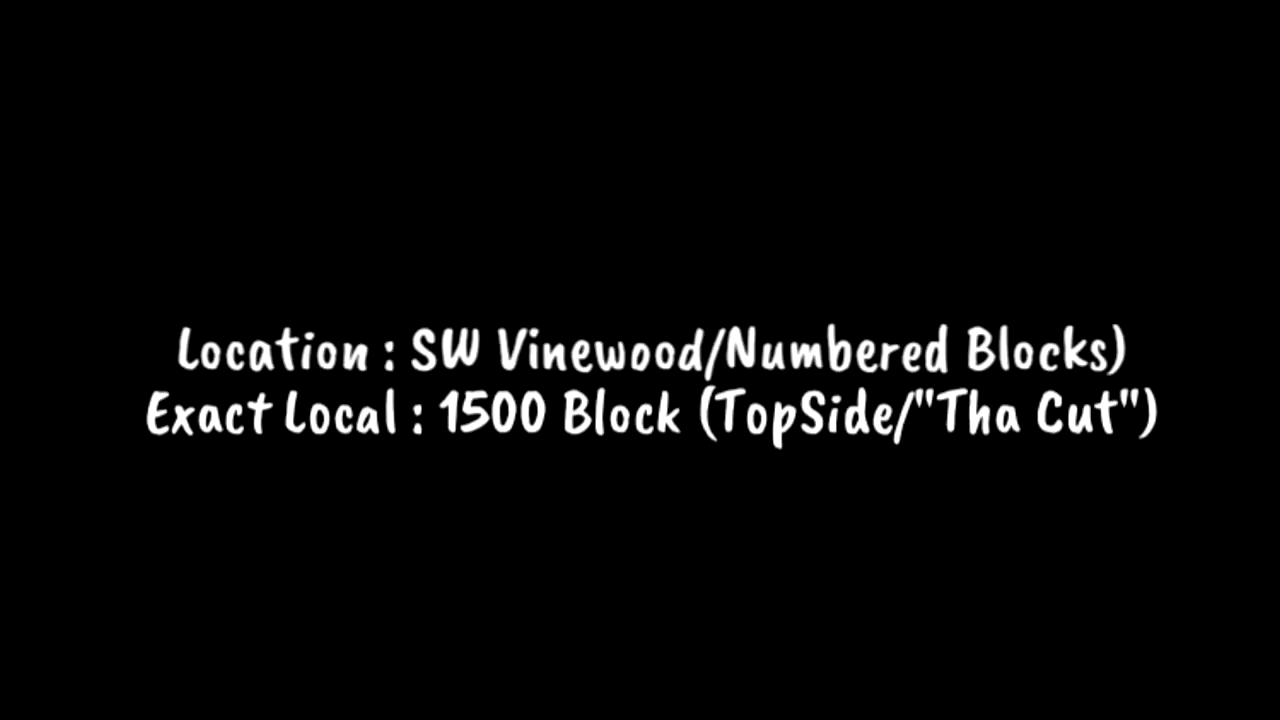 Location : SW Vinewood/Numbered Blocks)
Exact Local : 1500 Block (TopSide/"Tha Cut")